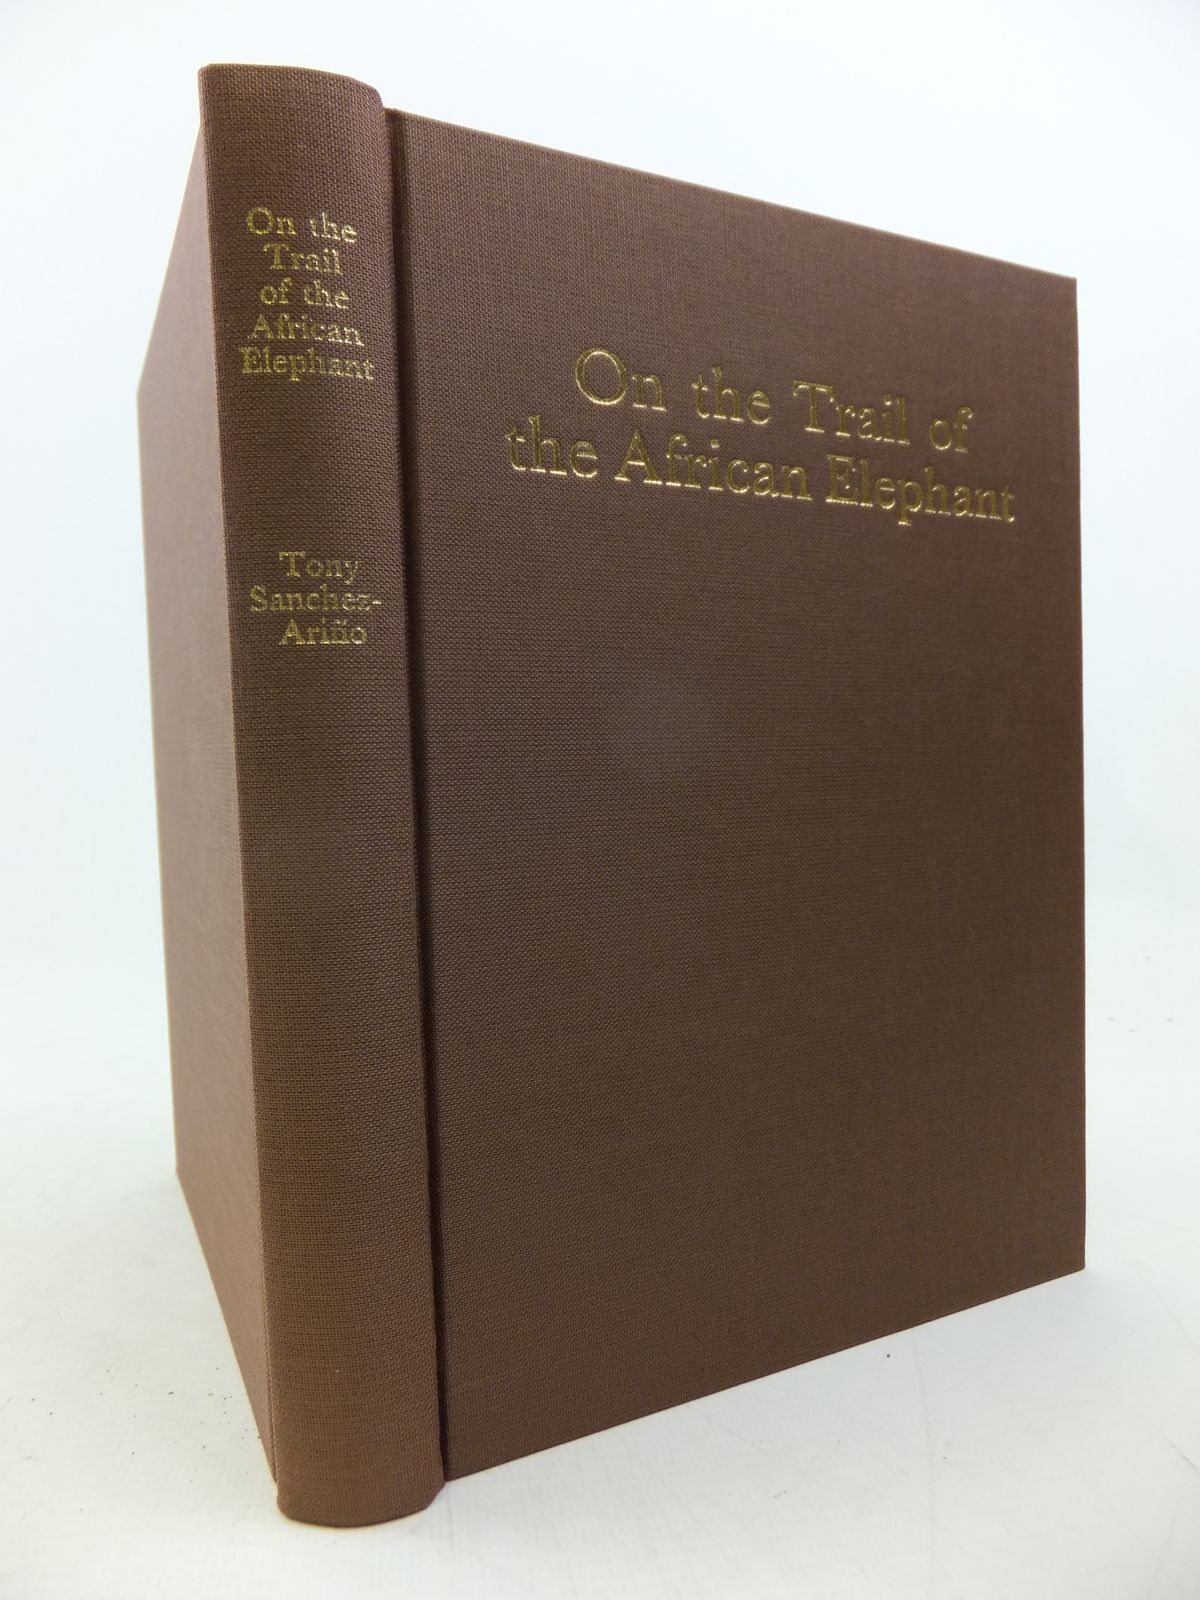 On the
Trail
of the
African
Elephant
Tony
Sanchez-
Ariño
On the Trail of
the African Elephant